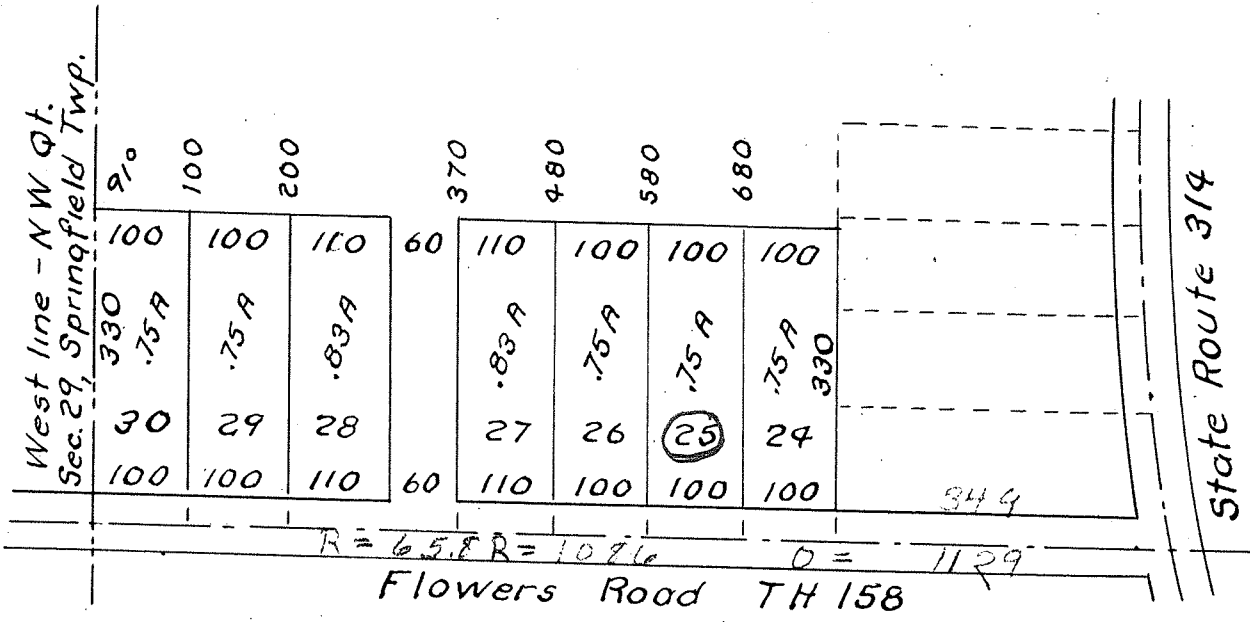 West line - NW Qt.
Sec. 29, Springfield Twp.
0/10 100 200 370 480 580 680
100 100 110 60 110 100 100 100
330 .75A .75A .83A .83A .75A .75A .75A 330
30 29 28 27 26 25 24
100 100 110 60 110 100 100 100
349
R = 65.8 R = 1086 O = 1129
Flowers Road TH 158
State Route 314